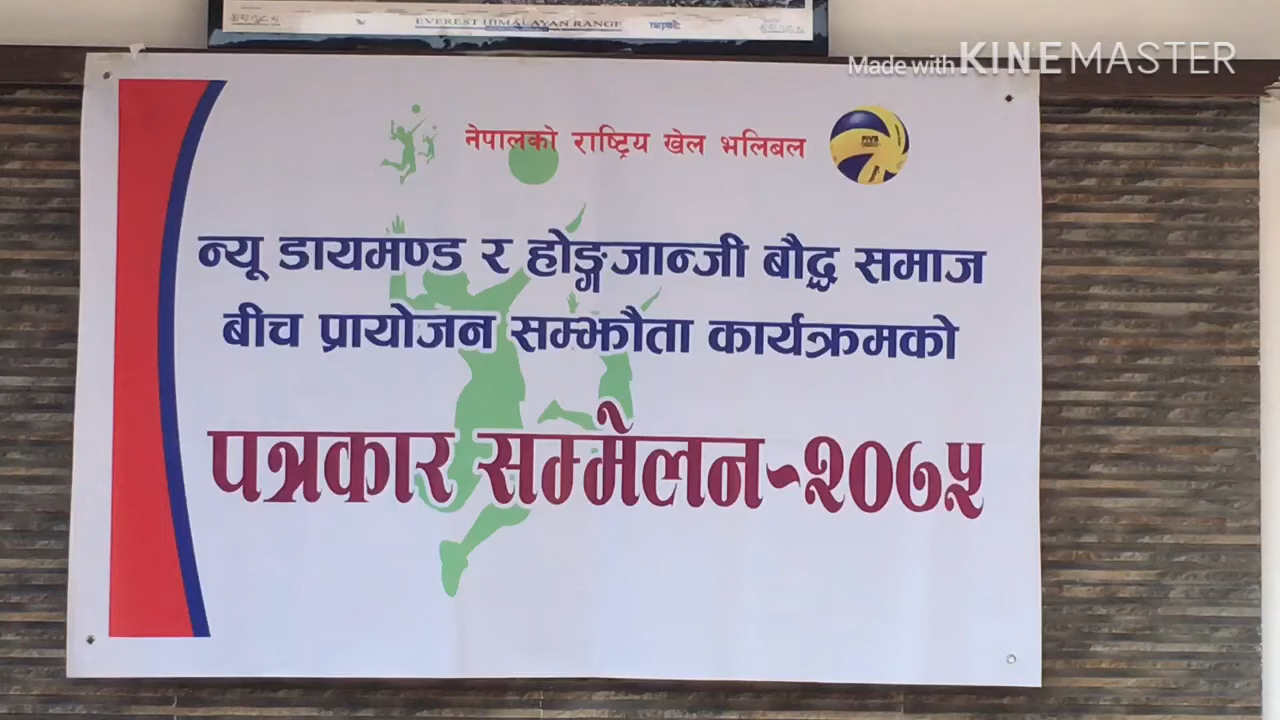 EVEREST HIMALAYAN RANGE
Made with KINEMASTER
नेपालको राष्ट्रिय खेल भलिबल
न्यू डायमण्ड र होङ्गजान्जी बौद्ध समाज
बीच प्रायोजन सम्झौता कार्यक्रमको
पत्रकार सम्मेलन-२०७५